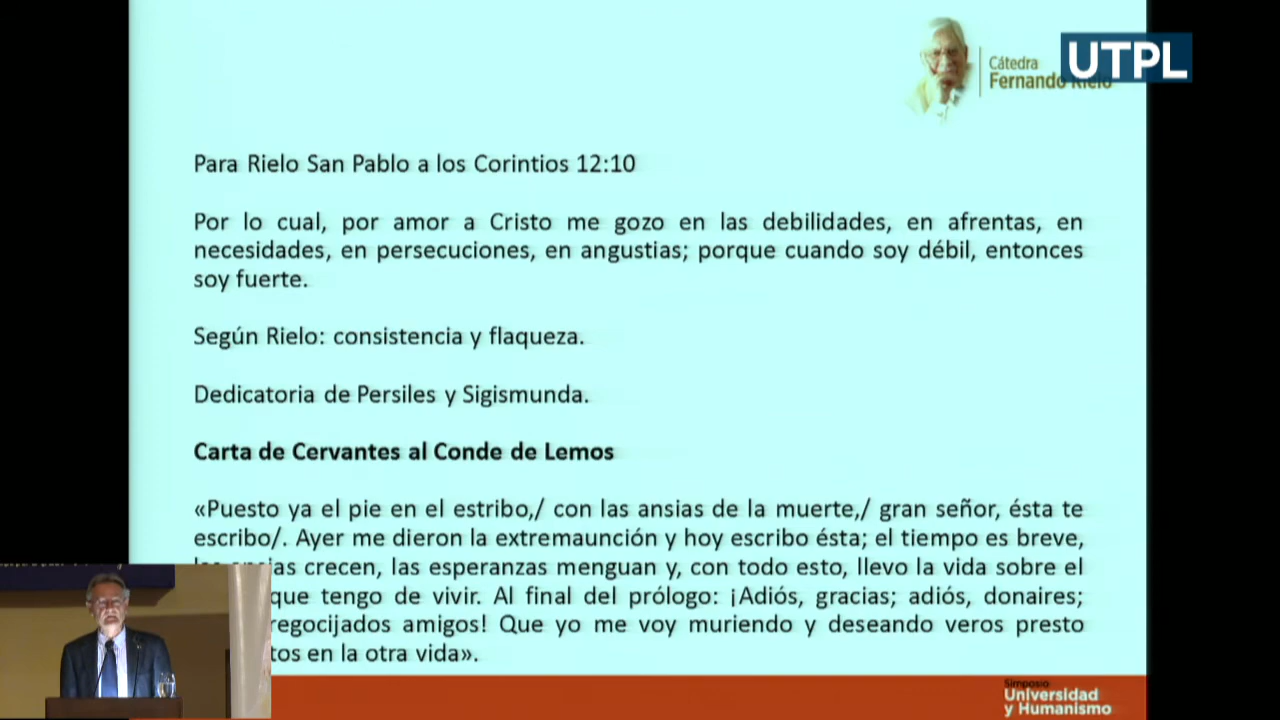 UTPL
Cátedra
Fernando Rielo
Para Rielo San Pablo a los Corintios 12:10
Por lo cual, por amor a Cristo me gozo en las debilidades, en afrentas, en
necesidades, en persecuciones, en angustias; porque cuando soy débil, entonces
soy fuerte.
Según Rielo: consistencia y flaqueza.
Dedicatoria de Persiles y Sigismunda.
Carta de Cervantes al Conde de Lemos
«Puesto ya el pie en el estribo,/ con las ansias de la muerte,/ gran señor, ésta te
escribo/. Ayer me dieron la extremaunción y hoy escribo ésta; el tiempo es breve,
las ansias crecen, las esperanzas menguan y, con todo esto, llevo la vida sobre el
que tengo de vivir. Al final del prólogo: ¡Adiós, gracias; adiós, donaires;
regocijados amigos! Que yo me voy muriendo y deseando veros presto
tos en la otra vida».
Simposio
Universidad
y Humanismo